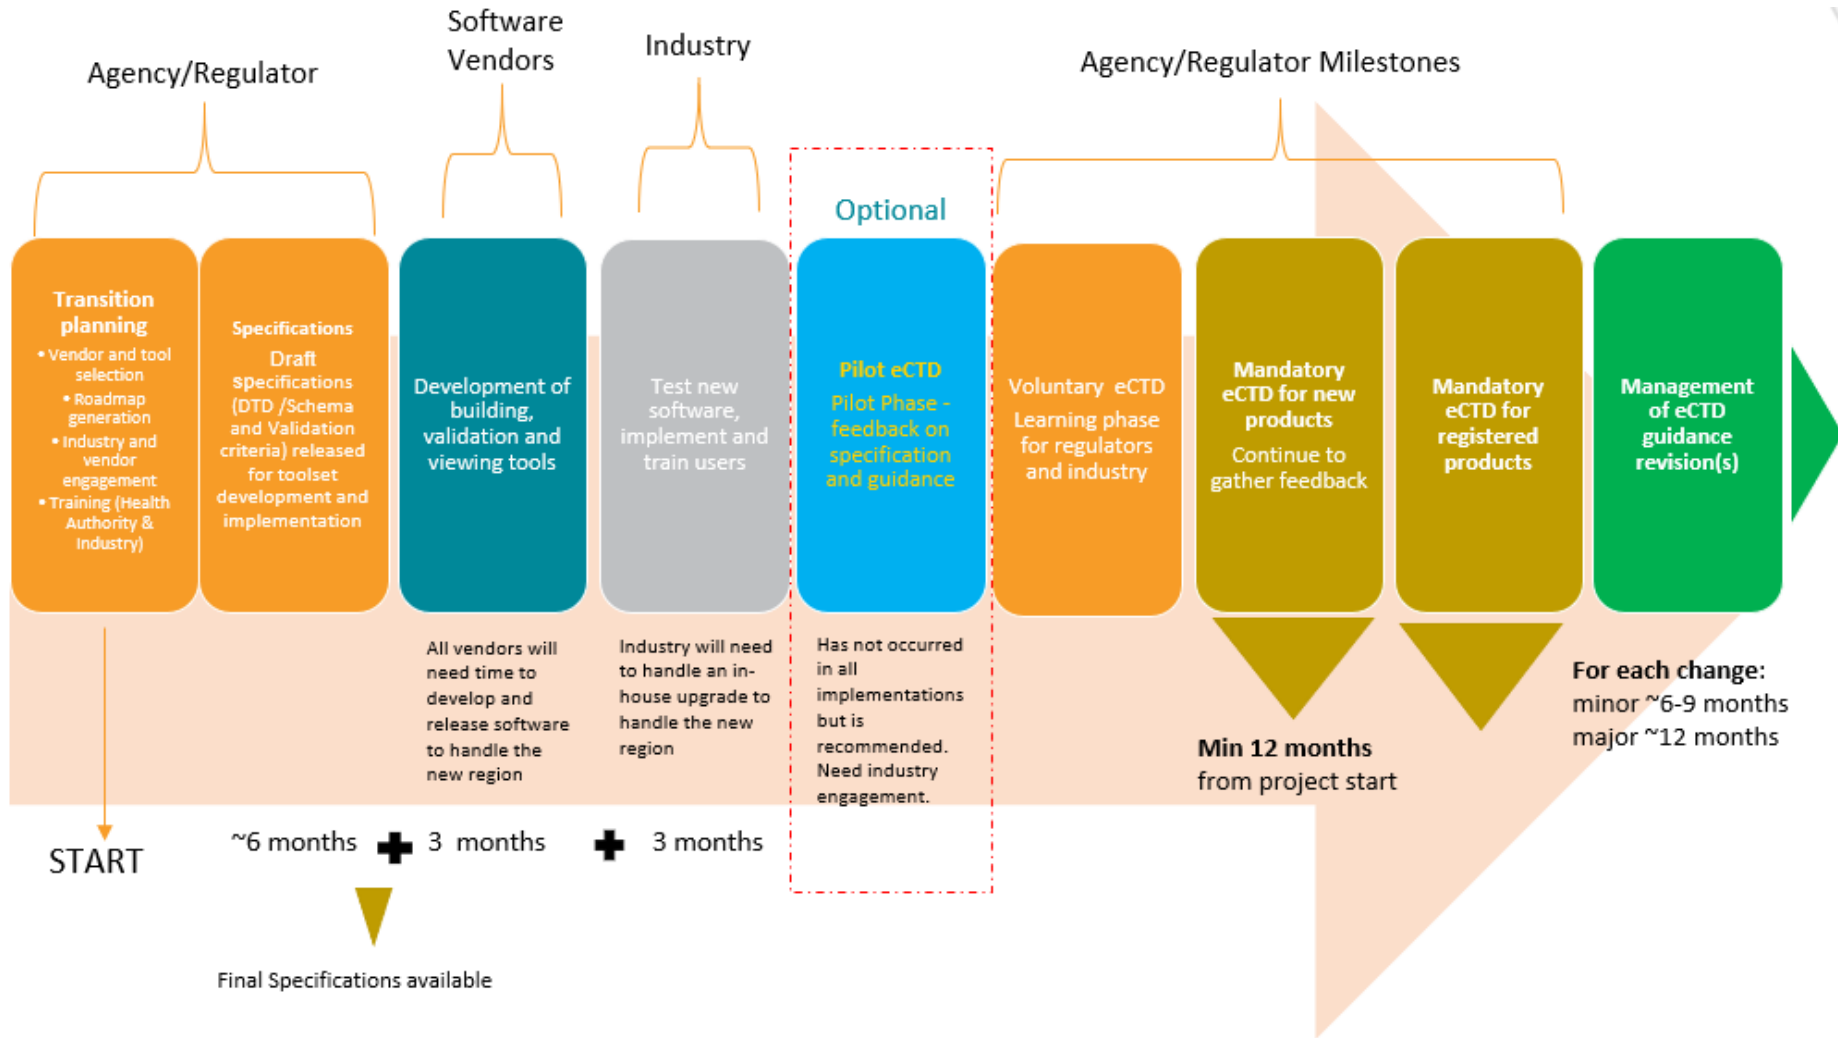 Agency/Regulator
Software
Vendors
Industry
Agency/Regulator Milestones
Optional
Transition
planning
• Vendor and tool
selection
• Roadmap
generation
• Industry and
vendor
engagement
• Training (Health
Authority &
Industry)
Specifications
Draft
specifications
(DTD /Schema
and Validation
criteria) released
for toolset
development and
implementation
Development of
building,
validation and
viewing tools
Test new
software,
implement and
train users
Pilot eCTD
Pilot Phase -
feedback on
specification
and guidance
Voluntary eCTD
Learning phase
for regulators
and industry
Mandatory
eCTD for new
products
Continue to
gather feedback
Mandatory
eCTD for
registered
products
Management
of eCTD
guidance
revision(s)
All vendors will
need time to
develop and
release software
to handle the
new region
Industry will need
to handle an in-
house upgrade to
handle the new
region
Has not occurred
in all
implementations
but is
recommended.
Need industry
engagement.
Min 12 months
from project start
For each change:
minor ~6-9 months
major ~12 months
START
~6 months + 3 months + 3 months
Final Specifications available